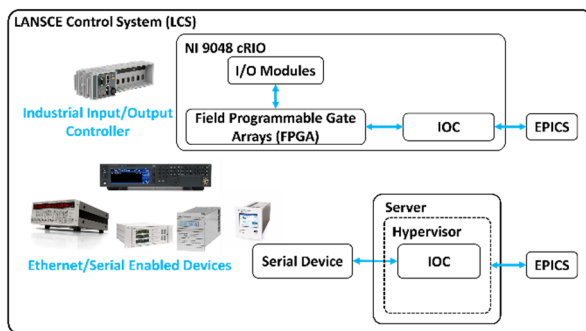 LANSCE Control System (LCS)
NI 9048 cRIO
I/O Modules
Industrial Input/Output
Controller
Field Programmable Gate
Arrays (FPGA)
IOC
EPICS
Server
Hypervisor
Ethernet/Serial Enabled Devices
Serial Device
IOC
EPICS